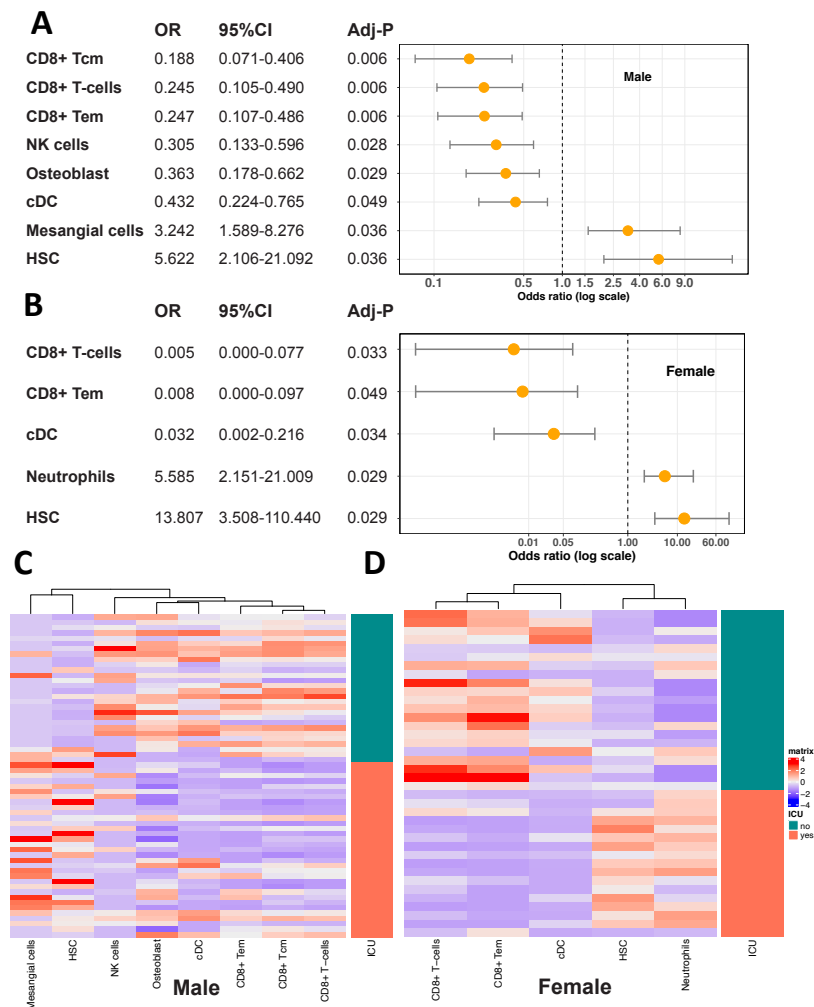 A
OR 95%CI Adj-P
CD8+ Tcm 0.188 0.071-0.406 0.006
CD8+ T-cells 0.245 0.105-0.490 0.006
CD8+ Tem 0.247 0.107-0.486 0.006
NK cells 0.305 0.133-0.596 0.028
Osteoblast 0.363 0.178-0.662 0.029
cDC 0.432 0.224-0.765 0.049
Mesangial cells 3.242 1.589-8.276 0.036
HSC 5.622 2.106-21.092 0.036
Male
0.1 0.5 1.0 1.5 2.5 4.0 6.0 9.0
Odds ratio (log scale)
B
OR 95%CI Adj-P
CD8+ T-cells 0.005 0.000-0.077 0.033
CD8+ Tem 0.008 0.000-0.097 0.049
cDC 0.032 0.002-0.216 0.034
Neutrophils 5.585 2.151-21.009 0.029
HSC 13.807 3.508-110.440 0.029
Female
0.01 0.05 1.00 10.00 60.00
Odds ratio (log scale)
C
Mesangial cells
HSC
NK cells
Osteoblast
cDC
CD8+ Tem
CD8+ Tcm
CD8+ T-cells
ICU
Male
D
CD8+ T-cells
CD8+ Tem
cDC
HSC
Neutrophils
ICU
Female
matrix
4
2
0
−2
−4
ICU
no
yes